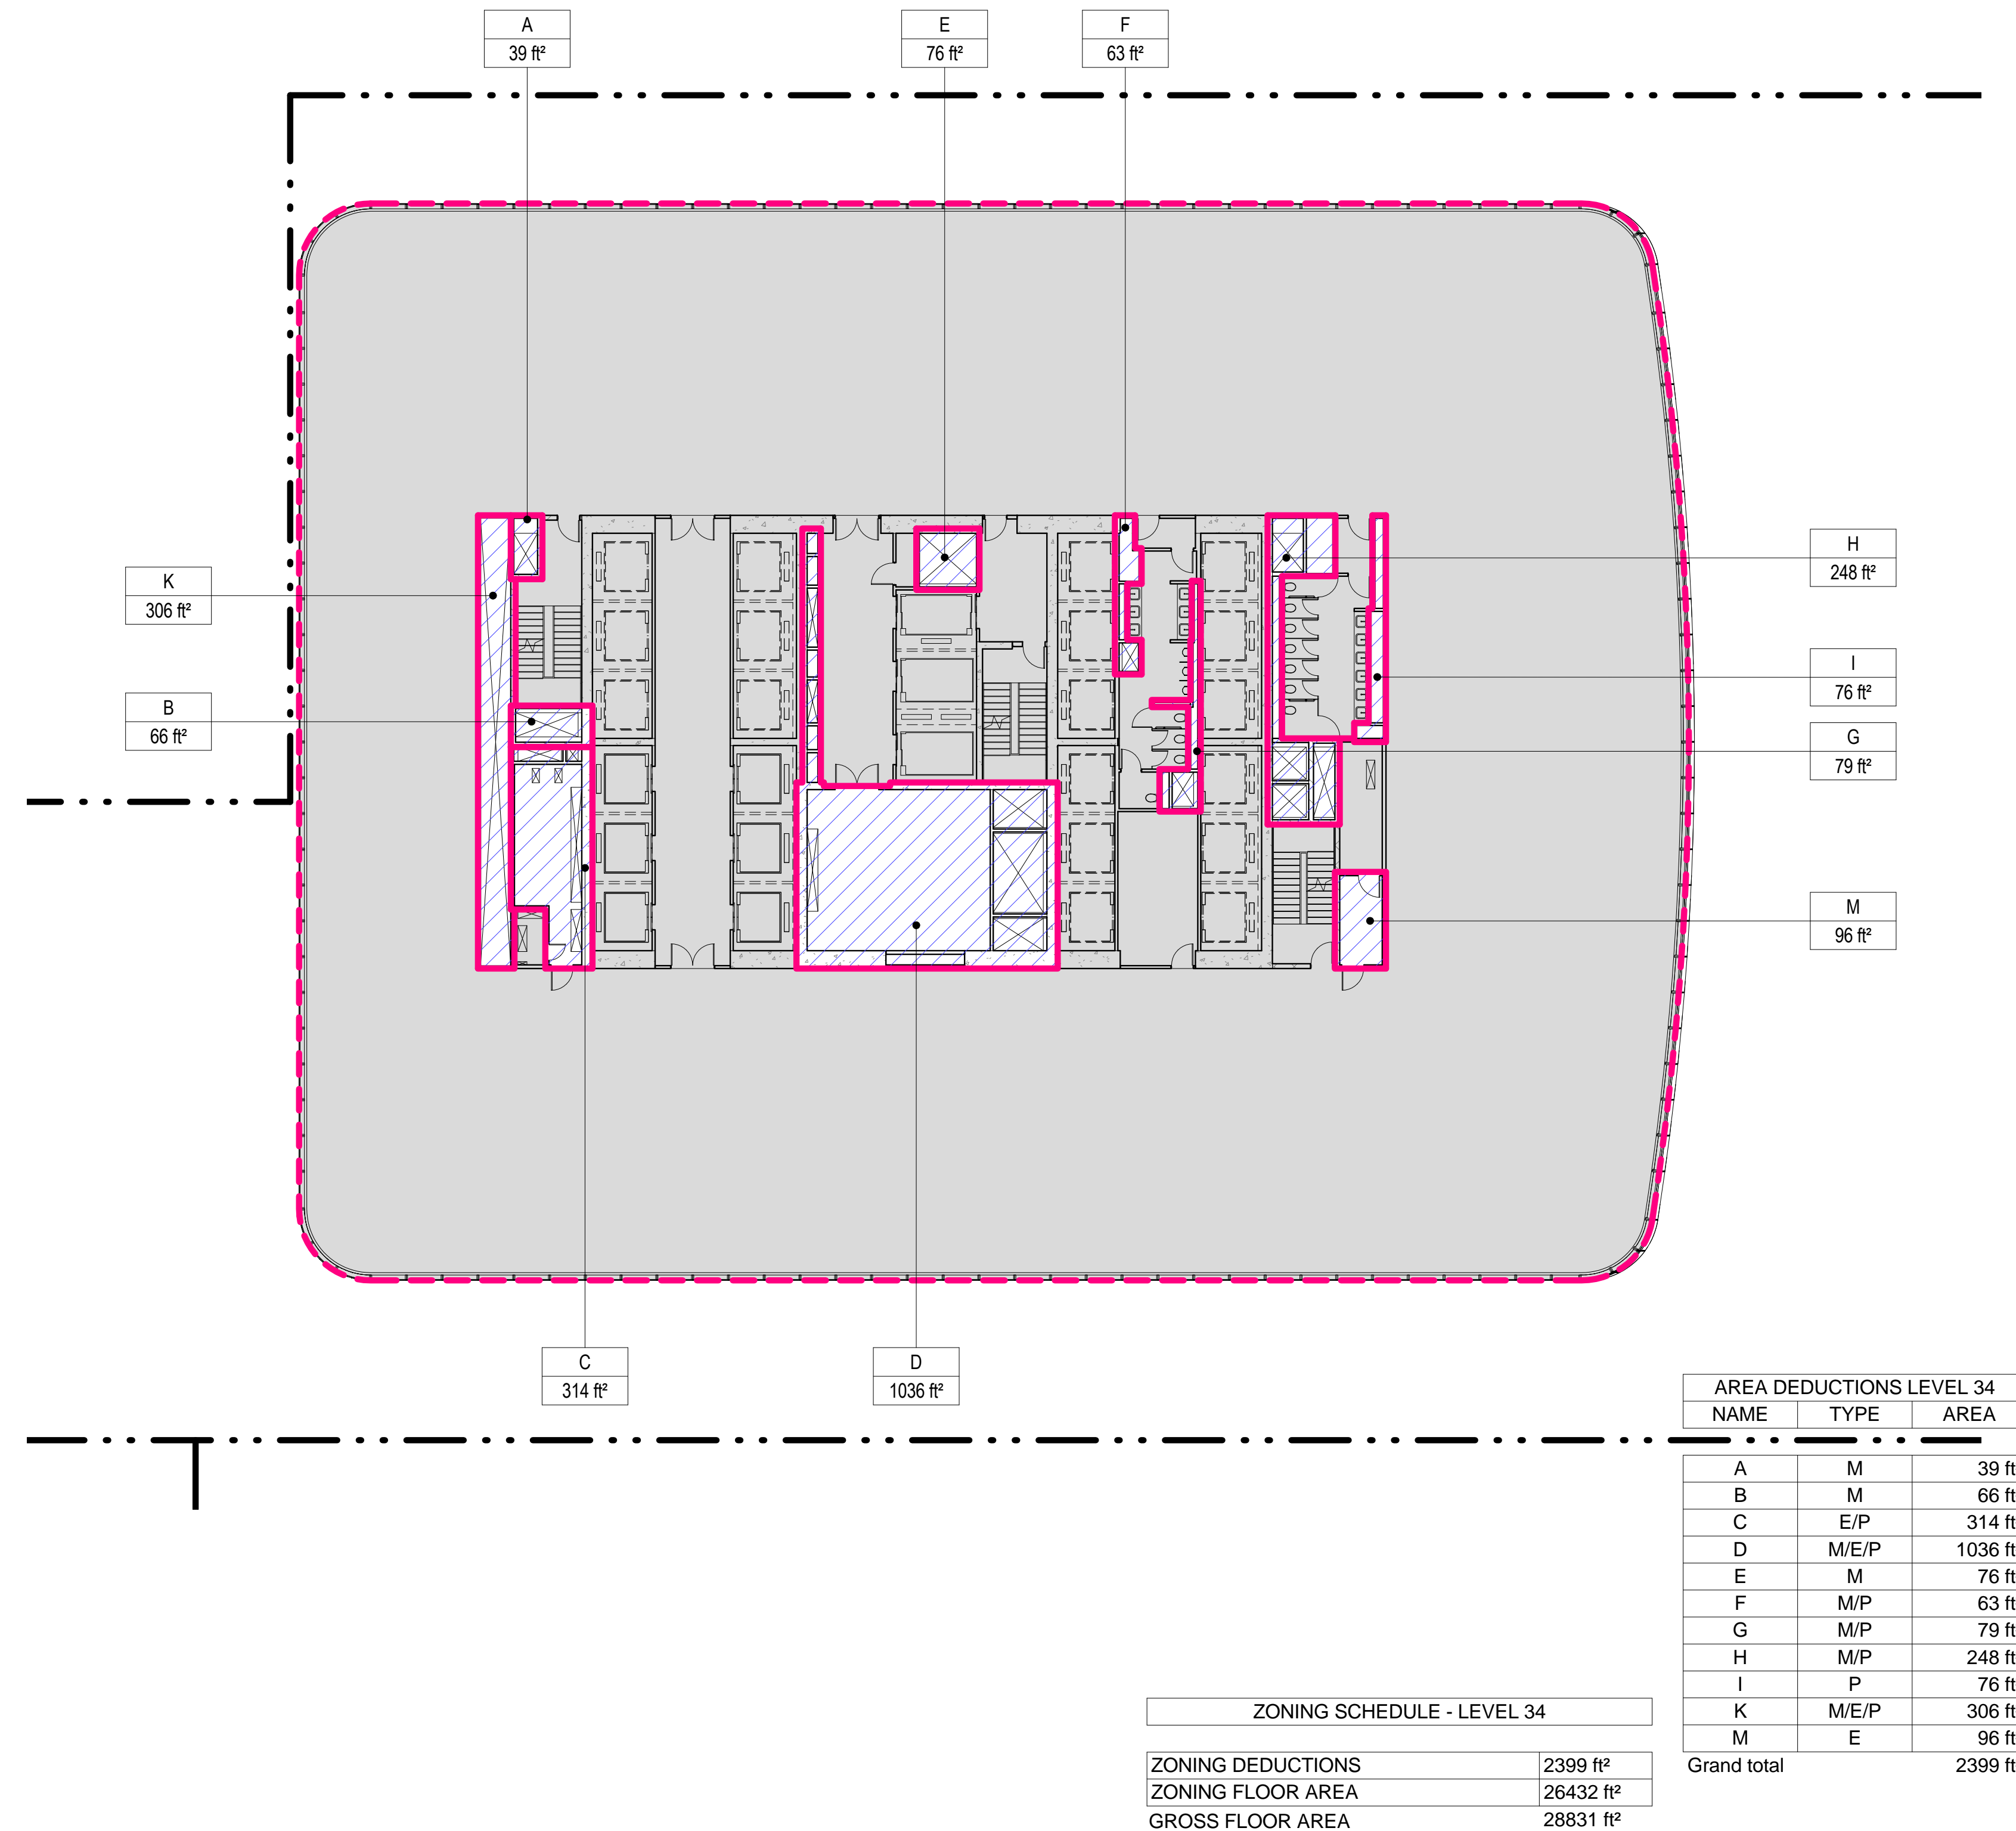 A
39 ft²
E
76 ft²
F
63 ft²
K
306 ft²
B
66 ft²
H
248 ft²
I
76 ft²
G
79 ft²
M
96 ft²
C
314 ft²
D
1036 ft²
AREA DEDUCTIONS LEVEL 34
NAME TYPE AREA
A M 39 ft
B M 66 ft
C E/P 314 ft
D M/E/P 1036 ft
E M 76 ft
F M/P 63 ft
G M/P 79 ft
H M/P 248 ft
I P 76 ft
K M/E/P 306 ft
M E 96 ft
Grand total 2399 ft
ZONING SCHEDULE - LEVEL 34
ZONING DEDUCTIONS 2399 ft²
ZONING FLOOR AREA 26432 ft²
GROSS FLOOR AREA 28831 ft²